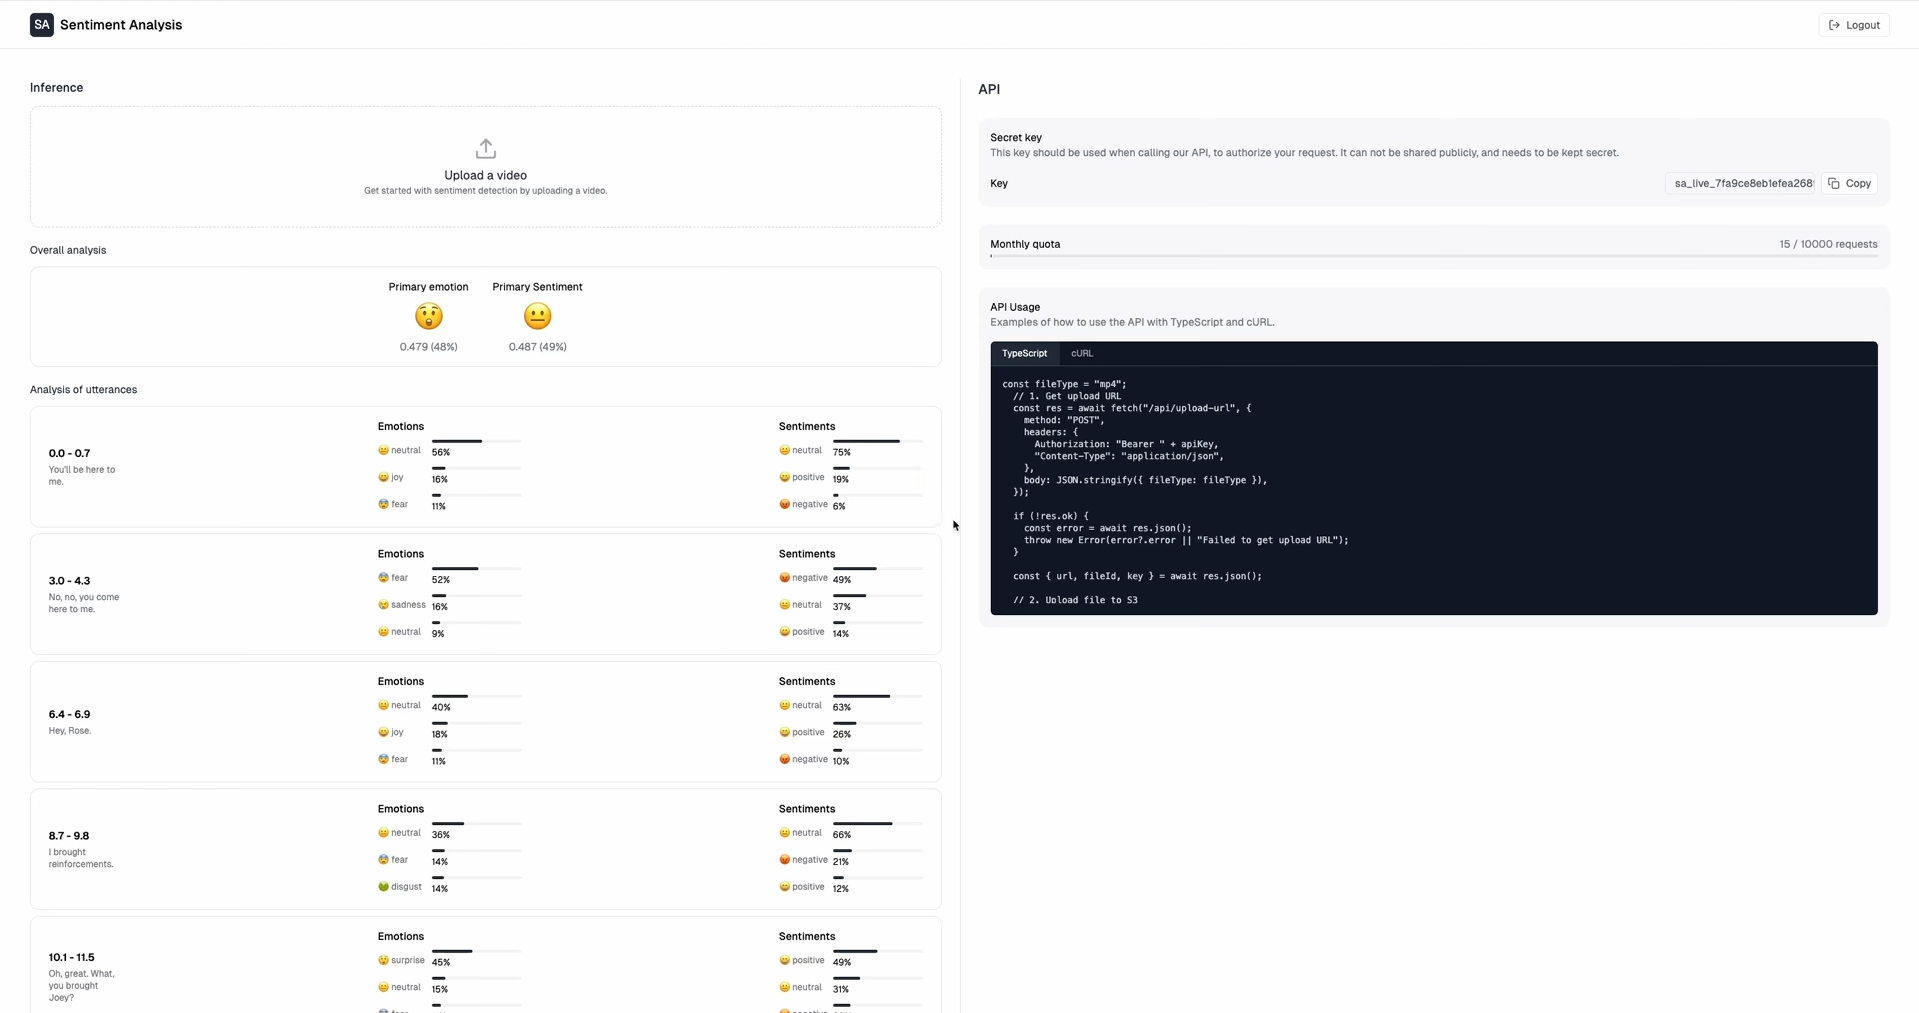 SA Sentiment Analysis
Logout
Inference
Upload a video
Get started with sentiment detection by uploading a video.
Overall analysis
Primary emotion
0.479 (48%)
Primary Sentiment
0.487 (49%)
Analysis of utterances
0.0 - 0.7
You'll be here to
me.
Emotions
neutral 56%
joy 16%
fear 11%
Sentiments
neutral 75%
positive 19%
negative 6%
3.0 - 4.3
No, no, you come
here to me.
Emotions
fear 52%
sadness 16%
neutral 9%
Sentiments
negative 49%
neutral 37%
positive 14%
6.4 - 6.9
Hey, Rose.
Emotions
neutral 40%
joy 18%
fear 11%
Sentiments
neutral 63%
positive 26%
negative 10%
8.7 - 9.8
I brought
reinforcements.
Emotions
neutral 36%
fear 14%
disgust 14%
Sentiments
neutral 66%
negative 21%
positive 12%
10.1 - 11.5
Oh, great. What,
you brought
Joey?
Emotions
surprise 45%
neutral 15%
Sentiments
positive 49%
neutral 31%
API
Secret key
This key should be used when calling our API, to authorize your request. It can not be shared publicly, and needs to be kept secret.
Key
sa_live_7fa9ce8eb1efea268
Copy
Monthly quota
15 / 10000 requests
API Usage
Examples of how to use the API with TypeScript and cURL.
TypeScript cURL
const fileType = "mp4";
// 1. Get upload URL
const res = await fetch("/api/upload-url", {
method: "POST",
headers: {
Authorization: "Bearer " + apiKey,
"Content-Type": "application/json",
},
body: JSON.stringify({ fileType: fileType }),
});
if (!res.ok) {
const error = await res.json();
throw new Error(error?.error || "Failed to get upload URL");
}
const { url, fileId, key } = await res.json();
// 2. Upload file to S3